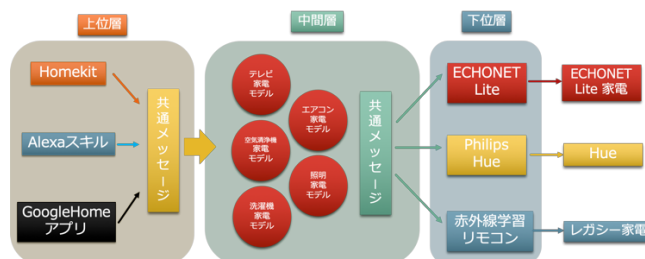 上位層
中間層
下位層
Homekit
Alexaスキル
GoogleHome
アプリ
共通メッセージ
テレビ
家電
モデル
エアコン
家電
モデル
空気清浄機
家電
モデル
照明
家電
モデル
洗濯機
家電
モデル
共通メッセージ
ECHONET
Lite
Philips
Hue
赤外線学習
リモコン
ECHONET
Lite 家電
Hue
レガシー家電